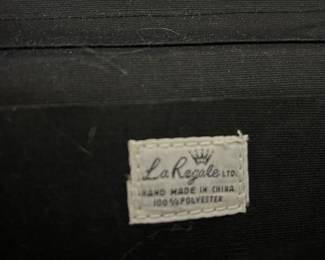 La Regale LTD.
HAND MADE IN CHINA
100% POLYESTER